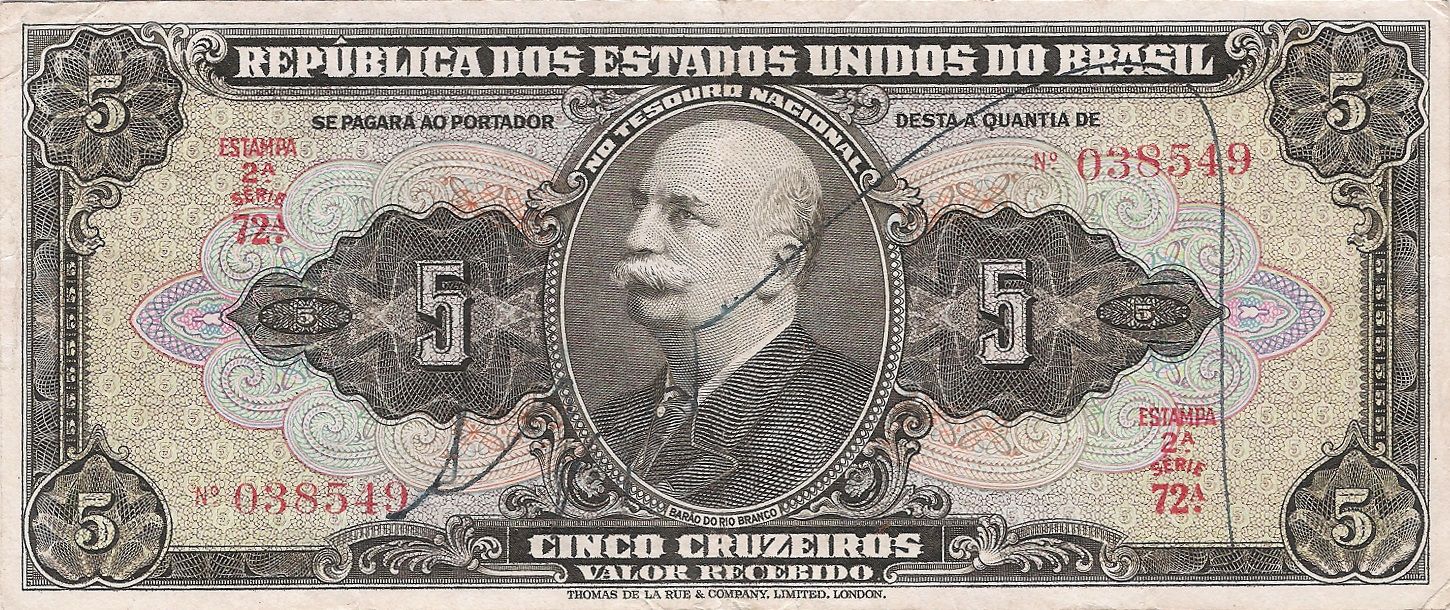 REPÚBLICA DOS ESTADOS UNIDOS DO BRASIL
5
5
SE PAGARÁ AO PORTADOR
NO TESOURO NACIONAL
DESTA A QUANTIA DE
ESTAMPA
2ª
SÉRIE
72ª
Nº 038549
5
5
5
5
ESTAMPA
2ª
SÉRIE
72ª
Nº 038549
BARÃO DO RIO BRANCO
5
5
CINCO CRUZEIROS
VALOR RECEBIDO
THOMAS DE LA RUE & COMPANY, LIMITED, LONDON.